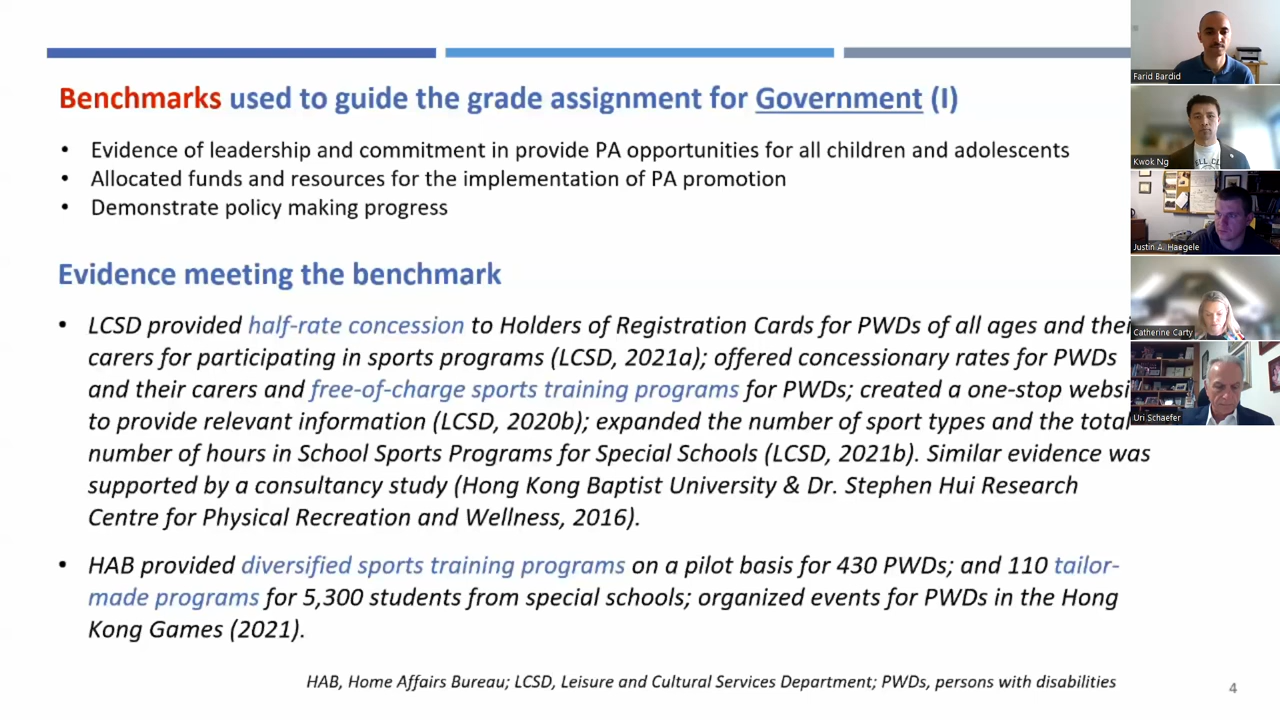 Benchmarks used to guide the grade assignment for Government (I)
• Evidence of leadership and commitment in provide PA opportunities for all children and adolescents
• Allocated funds and resources for the implementation of PA promotion
• Demonstrate policy making progress
Evidence meeting the benchmark
• LCSD provided half-rate concession to Holders of Registration Cards for PWDs of all ages and
carers for participating in sports programs (LCSD, 2021a); offered concessionary rates for PWDs
and their carers and free-of-charge sports training programs for PWDs; created a one-stop
to provide relevant information (LCSD, 2020b); expanded the number of sport types and the total
number of hours in School Sports Programs for Special Schools (LCSD, 2021b). Similar evidence was
supported by a consultancy study (Hong Kong Baptist University & Dr. Stephen Hui Research
Centre for Physical Recreation and Wellness, 2016).
• HAB provided diversified sports training programs on a pilot basis for 430 PWDs; and 110 tailor-
made programs for 5,300 students from special schools; organized events for PWDs in the Hong
Kong Games (2021).
HAB, Home Affairs Bureau; LCSD, Leisure and Cultural Services Department; PWDs, persons with disabilities
4
Farid Bardid
Kwok Ng
Justin A. Haegele
Catherine Carty
Uri Schaefer